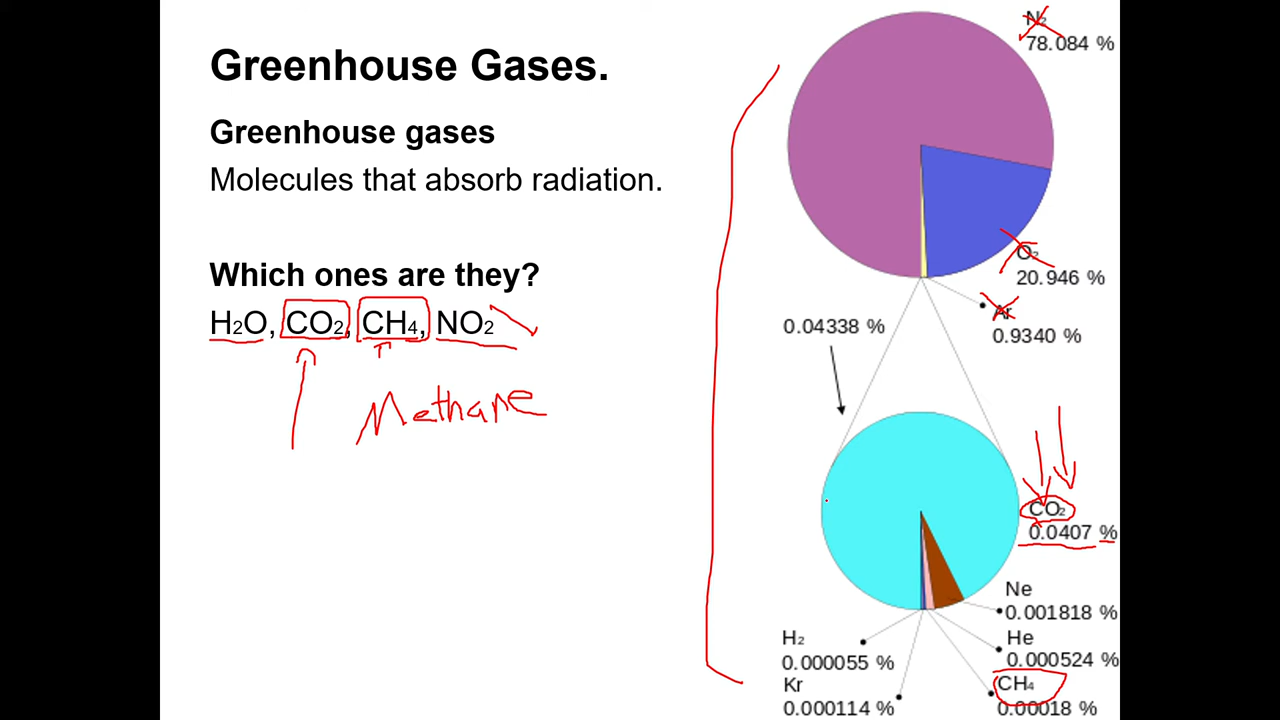 Greenhouse Gases.
Greenhouse gases
Molecules that absorb radiation.
Which ones are they?
H2O, CO2, CH4, NO2
Methane
N2
78.084 %
O2
20.946 %
Ar
0.9340 %
0.04338 %
CO2
0.0407 %
Ne
0.001818 %
He
0.000524 %
CH4
0.00018 %
H2
0.000055 %
Kr
0.000114 %